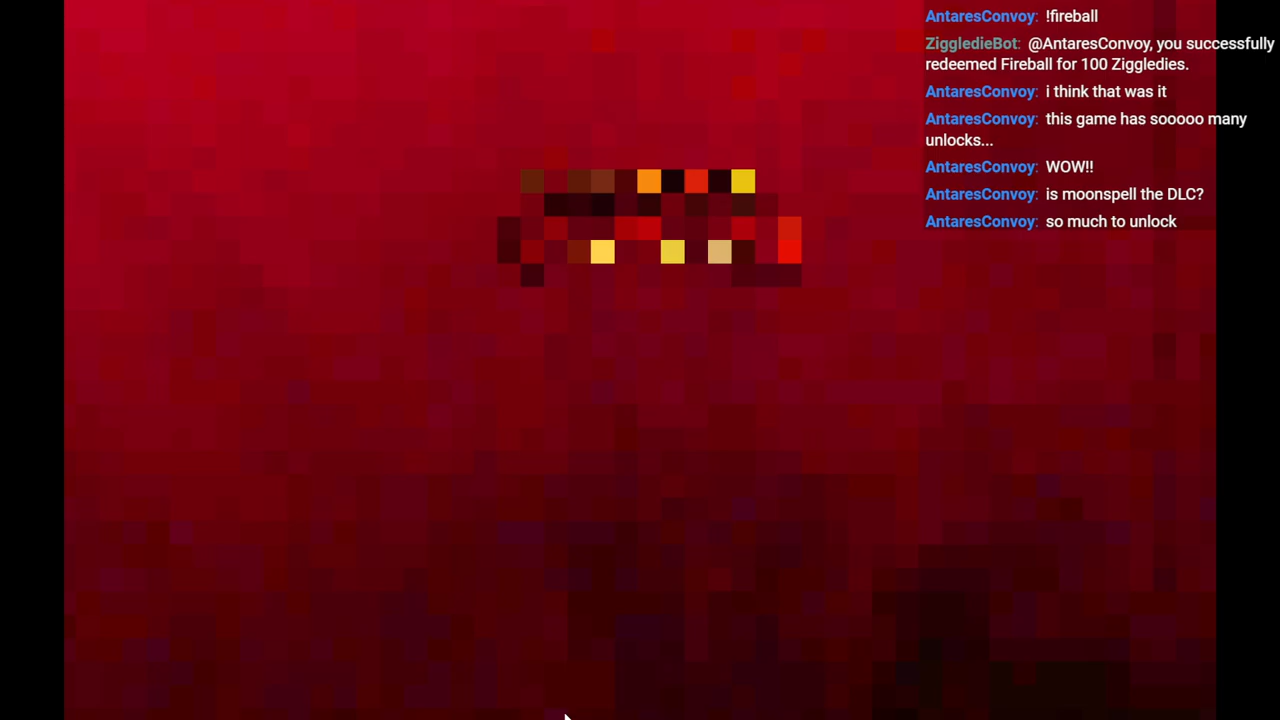 AntaresConvoy: !fireball
ZiggledieBot: @AntaresConvoy, you successfully
redeemed Fireball for 100 Ziggledies.
AntaresConvoy: i think that was it
AntaresConvoy: this game has sooooo many
unlocks...
AntaresConvoy: WOW!!
AntaresConvoy: is moonspell the DLC?
AntaresConvoy: so much to unlock